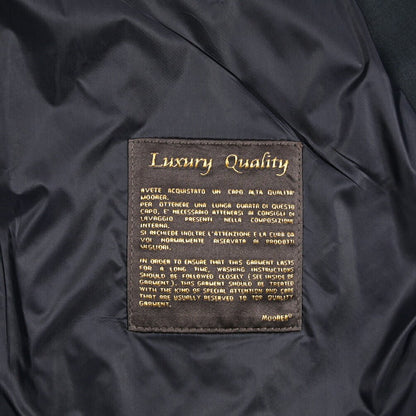 Luxury Quality
AVETE ACQUISTATO UN CAPO ALTA QUALITA'
MOORER.
PER OTTENERE UNA LUNGA DURATA DI QUESTO
CAPO, E' NECESSARIO ATTENERSI AI CONSIGLI DI
LAVAGGIO PRESENTI NELLA COMPOSIZIONE
INTERNA.
SI RICHIEDE INOLTRE L'ATTENZIONE E LA CURA DA
VOI NORMALMENTE RISERVATA AI PRODOTTI
MIGLIORI.
IN ORDER TO ENSURE THAT THIS GARMENT LASTS
FOR A LONG TIME, WASHING INSTRUCTIONS
SHOULD BE FOLLOWED CLOSELY (SEE INSIDE OF
GARMENT). THIS GARMENT SHOULD BE TREATED
WITH THE KIND OF SPECIAL ATTENTION AND CARE
THAT ARE USUALLY RESERVED TO TOP QUALITY
GARMENT.
MOORER®